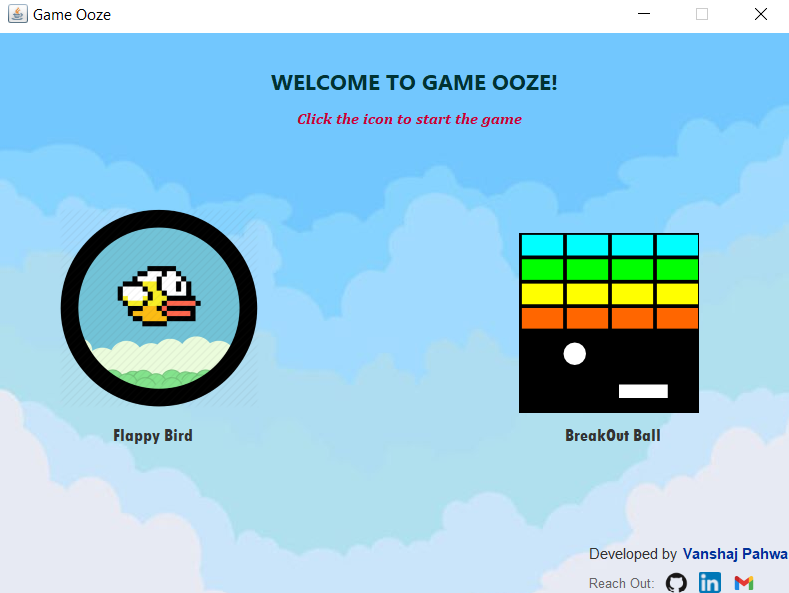 Game Ooze
WELCOME TO GAME OOZE!
Click the icon to start the game
Flappy Bird
BreakOut Ball
Developed by Vanshaj Pahwa
Reach Out: in